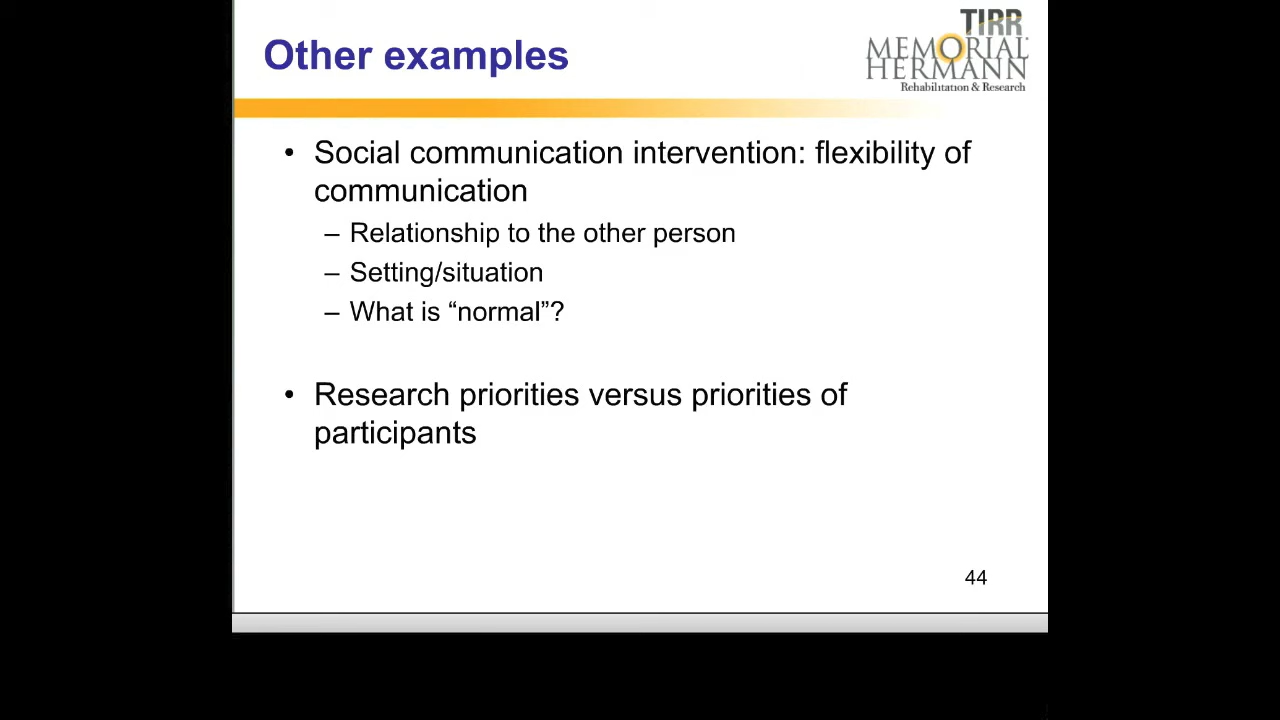 Other examples
TIRR
MEMORIAL
HERMANN
Rehabilitation & Research
• Social communication intervention: flexibility of
communication
– Relationship to the other person
– Setting/situation
– What is “normal”?
• Research priorities versus priorities of
participants
44